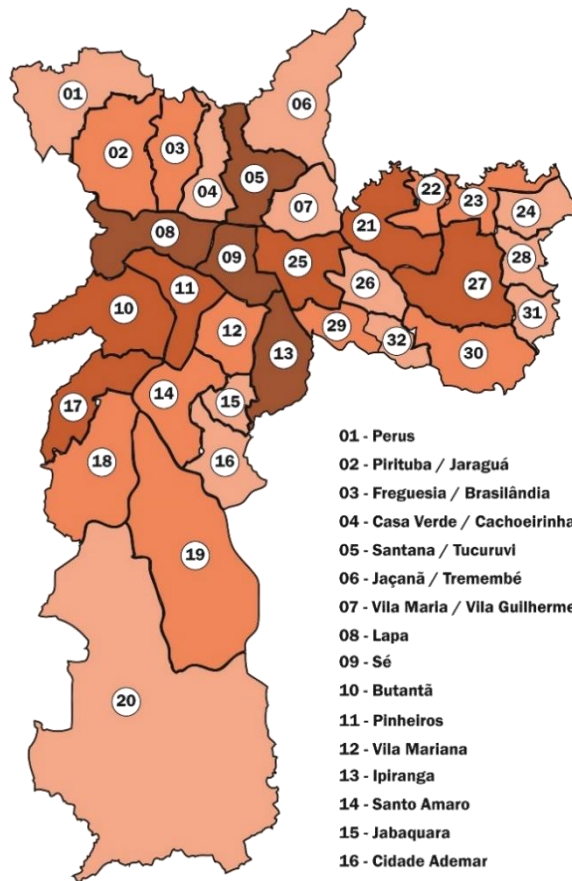 01
06
02
03
04
05
07
22
23
24
21
08
09
25
28
26
27
10
11
12
29
31
13
32
30
14
15
17
18
16
19
20
01 - Perus
02 - Pirituba / Jaraguá
03 - Freguesia / Brasilândia
04 - Casa Verde / Cachoeirinha
05 - Santana / Tucuruvi
06 - Jaçanã / Tremembé
07 - Vila Maria / Vila Guilherme
08 - Lapa
09 - Sé
10 - Butantã
11 - Pinheiros
12 - Vila Mariana
13 - Ipiranga
14 - Santo Amaro
15 - Jabaquara
16 - Cidade Ademar